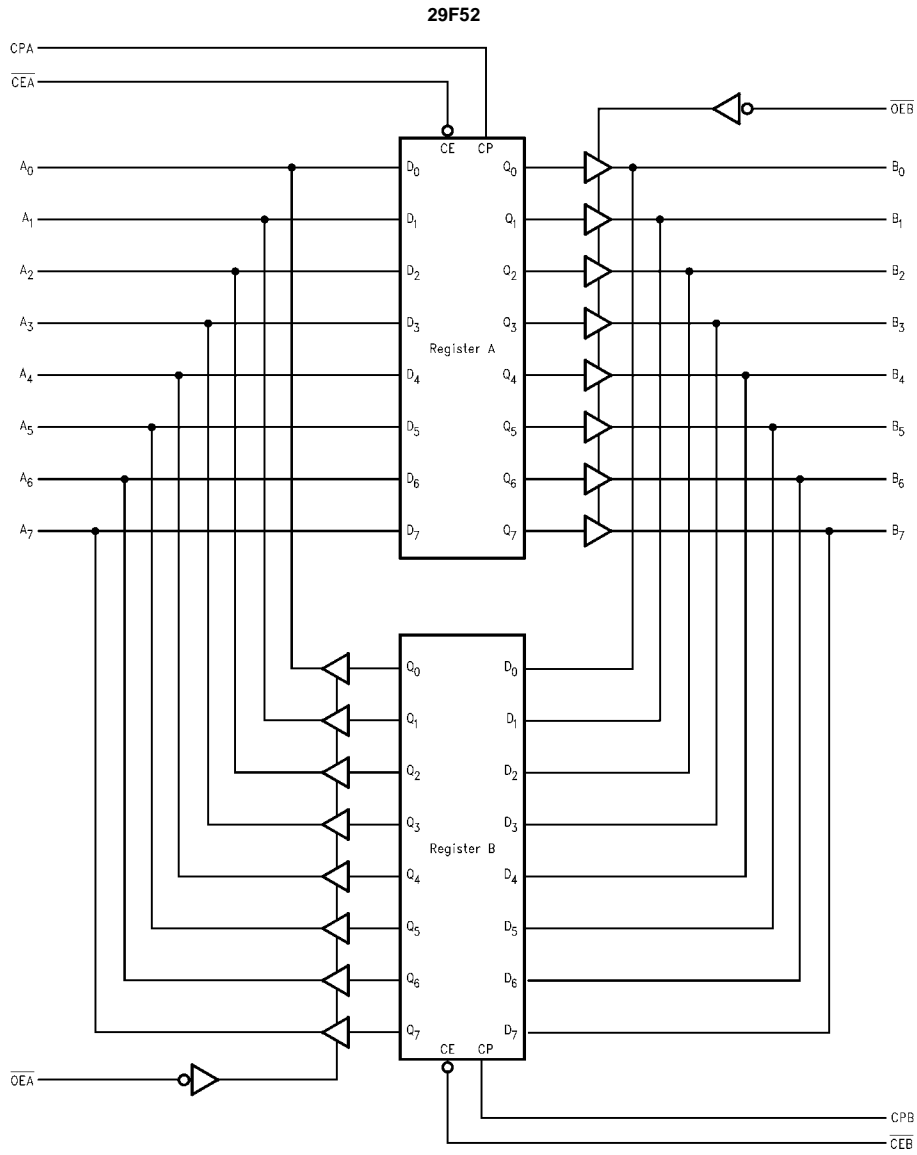 29F52
CPA
CEA
OEB
CE CP
A0 D0 Q0 B0
A1 D1 Q1 B1
A2 D2 Q2 B2
A3 D3 Q3 B3
Register A
A4 D4 Q4 B4
A5 D5 Q5 B5
A6 D6 Q6 B6
A7 D7 Q7 B7
Q0 D0
Q1 D1
Q2 D2
Q3 D3
Register B
Q4 D4
Q5 D5
Q6 D6
Q7 D7
CE CP
OEA
CPB
CEB